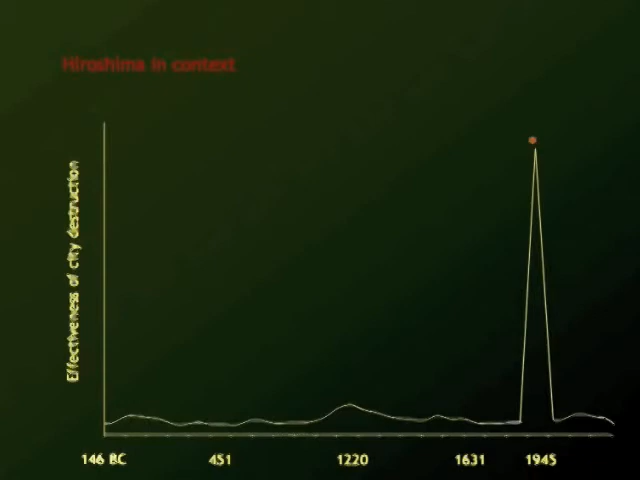 Hiroshima in context
Effectiveness of city destruction
146 BC 451 1220 1631 1945